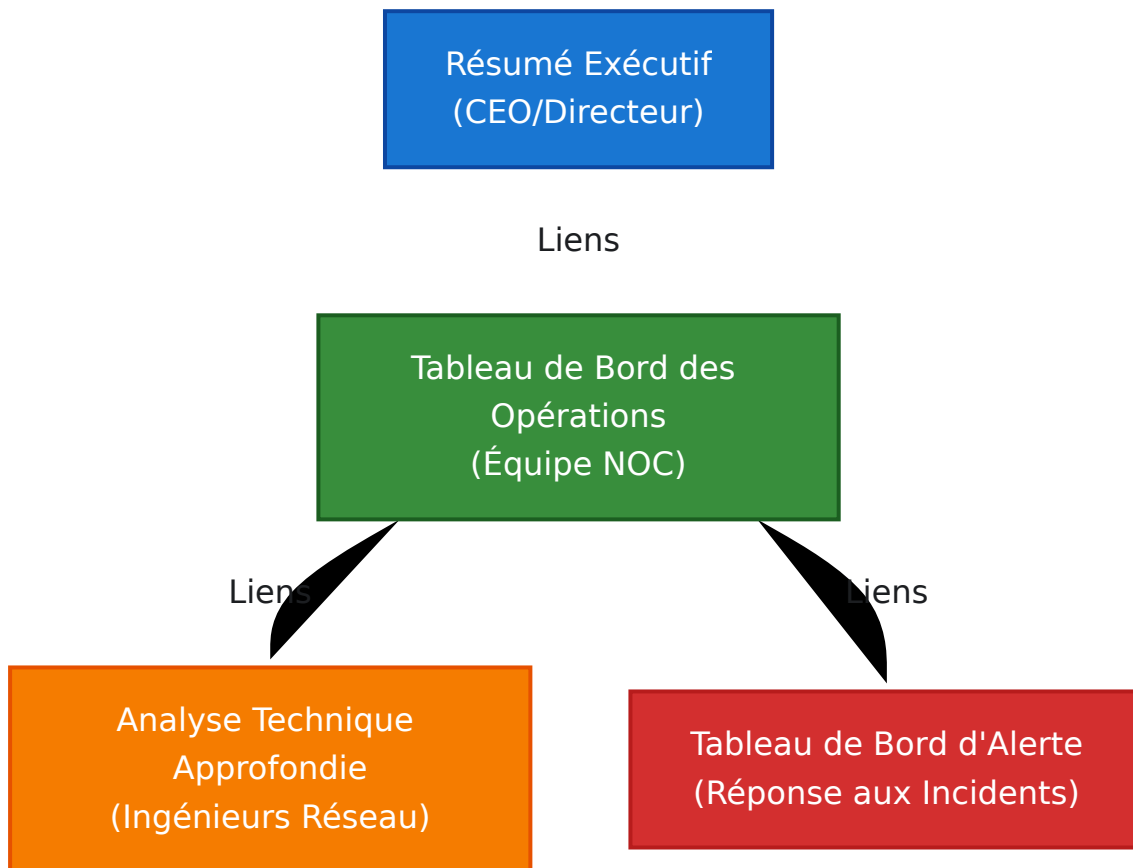 Résumé Exécutif
(CEO/Directeur)
Liens
Tableau de Bord des
Opérations
(Équipe NOC)
Liens
Liens
Analyse Technique
Approfondie
(Ingénieurs Réseau)
Tableau de Bord d'Alerte
(Réponse aux Incidents)